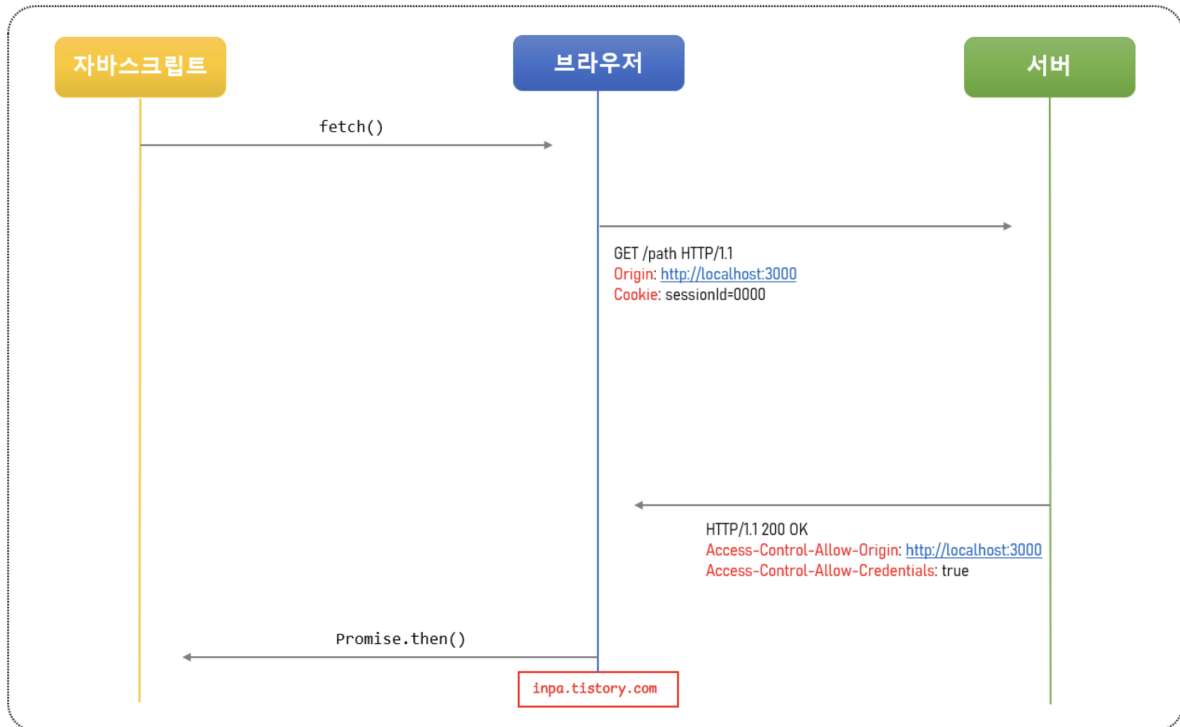 자바스크립트
브라우저
서버
fetch()
GET /path HTTP/1.1
Origin: http://localhost:3000
Cookie: sessionId=0000
HTTP/1.1 200 OK
Access-Control-Allow-Origin: http://localhost:3000
Access-Control-Allow-Credentials: true
Promise.then()
inpa.tistory.com